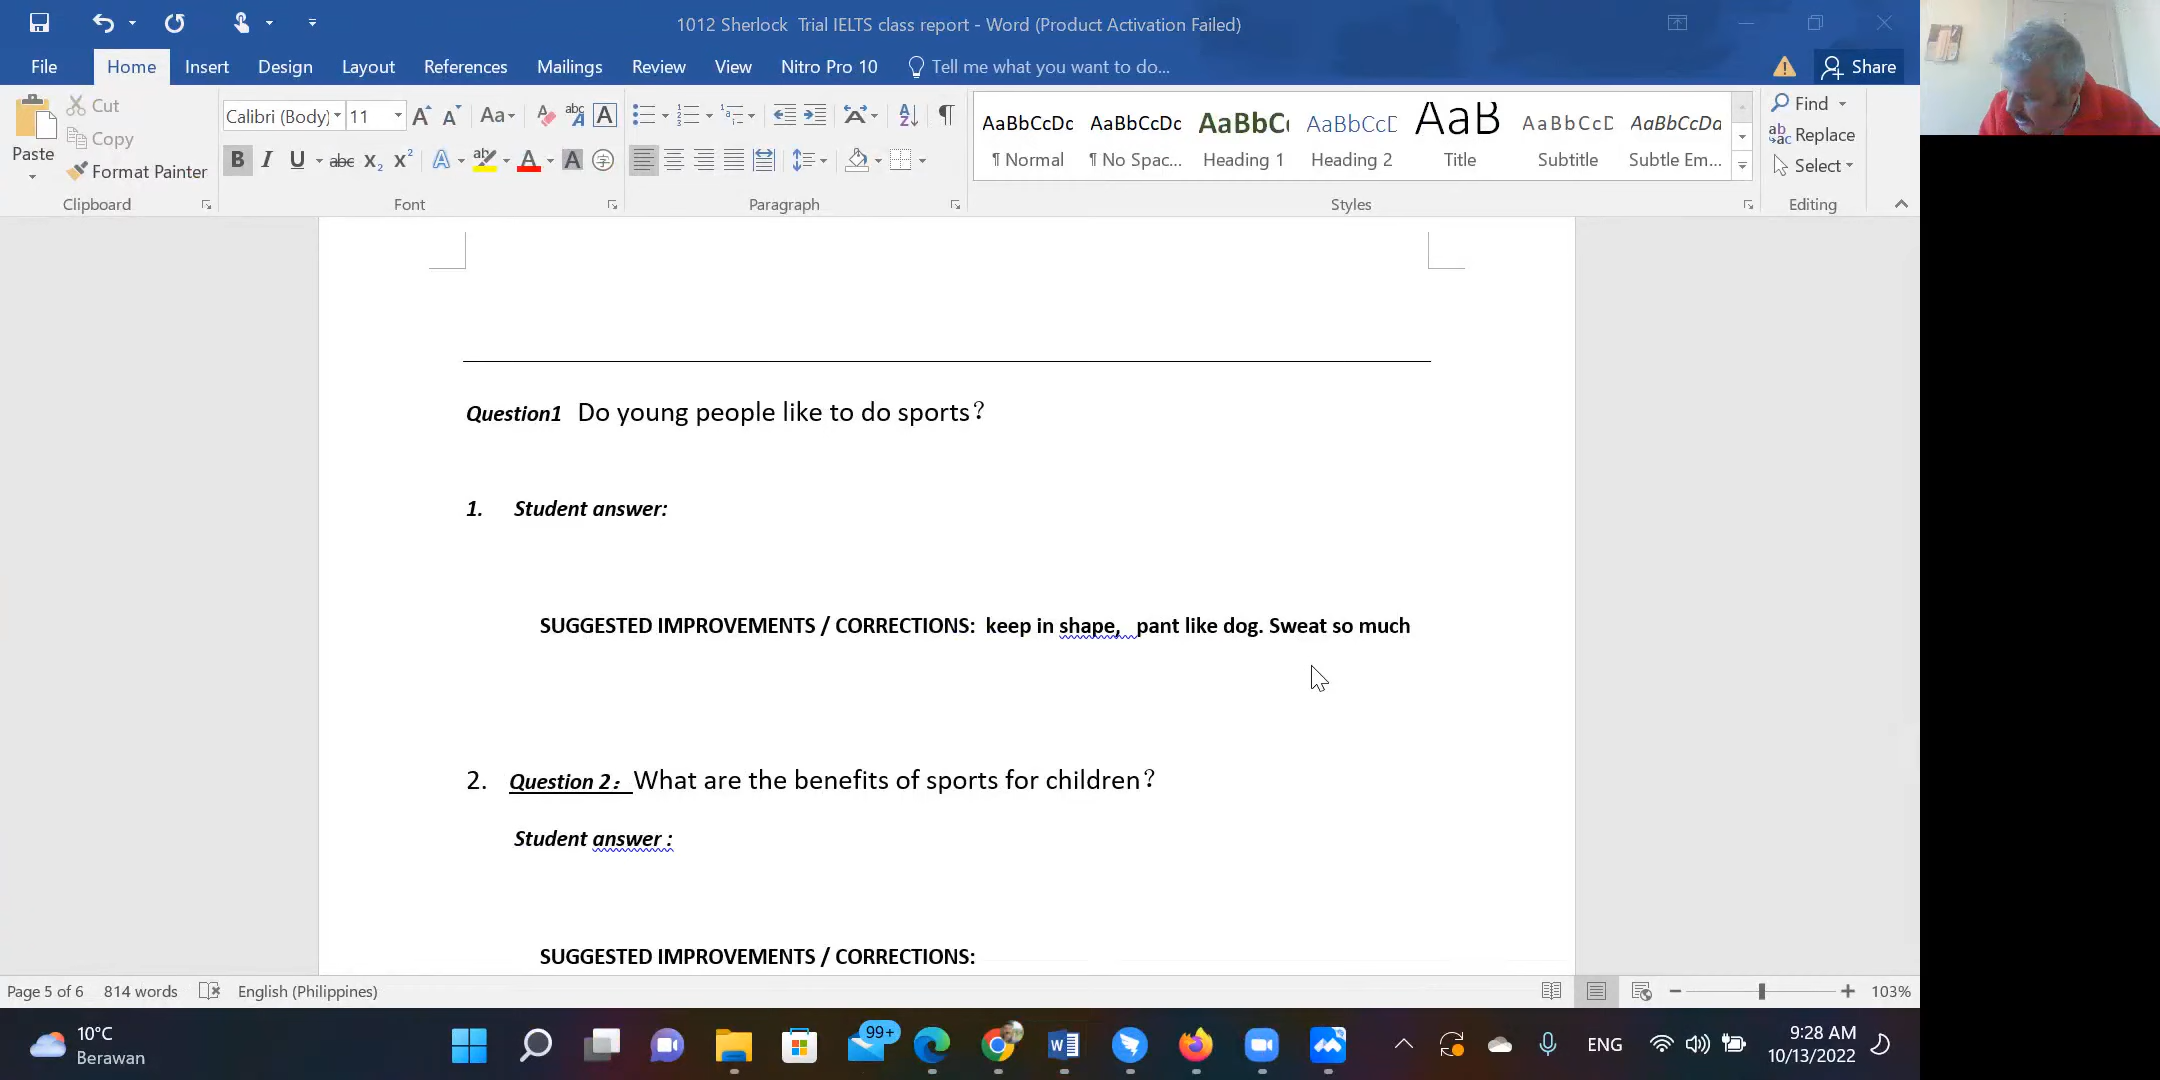 1012 Sherlock  Trial IELTS class report - Word (Product Activation Failed)
File Home Insert Design Layout References Mailings Review View Nitro Pro 10 Tell me what you want to do... Share
Cut
Copy
Paste
Format Painter
Clipboard
Calibri (Body) 11
Font
Paragraph
AaBbCcDc AaBbCcDc AaBbC AaBbCcD AaB AaBbCcD AaBbCcDa
¶ Normal ¶ No Spac... Heading 1 Heading 2 Title Subtitle Subtle Em...
Styles
Find
Replace
Select
Editing
Question1 Do young people like to do sports?
1. Student answer:
SUGGESTED IMPROVEMENTS / CORRECTIONS: keep in shape, pant like dog. Sweat so much
2. Question 2: What are the benefits of sports for children?
Student answer :
SUGGESTED IMPROVEMENTS / CORRECTIONS:
Page 5 of 6 814 words English (Philippines) 103%
10°C
Berawan
99+
ENG
9:28 AM
10/13/2022